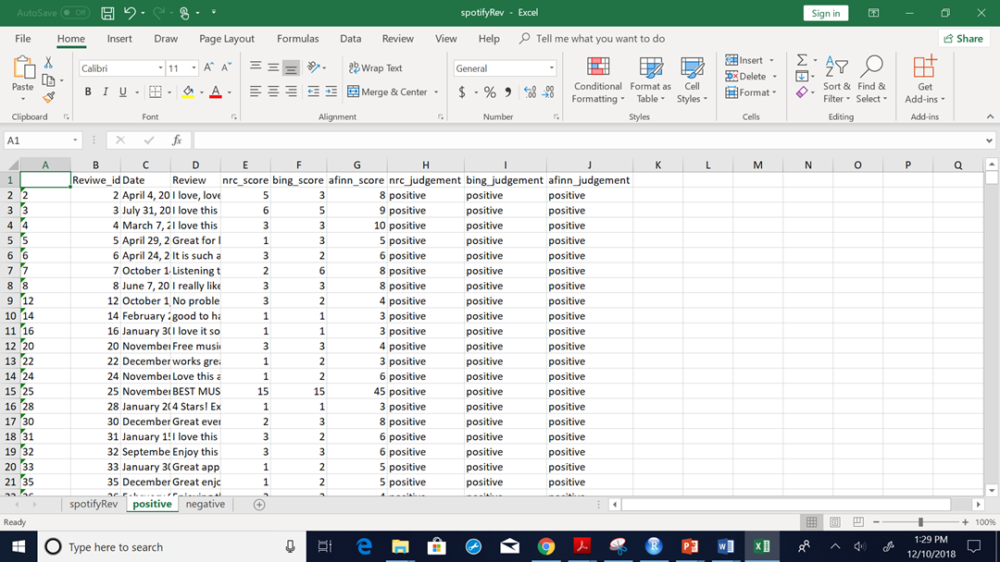 AutoSave Off spotifyRev - Excel Sign in
File Home Insert Draw Page Layout Formulas Data Review View Help Tell me what you want to do Share
Paste
Calibri 11 A A
B I U A
ab Wrap Text
Merge & Center
General
$ % 9
Conditional Formatting
Format as Table
Cell Styles
Insert
Delete
Format
Sort & Filter
Find & Select
Get Add-ins
Clipboard Font Alignment Number Styles Cells Editing Add-ins
A1 fx
A B C D E F G H I J K L M N O P Q
1 Reviwe_id Date Review nrc_score bing_score afinn_score nrc_judgement bing_judgement afinn_judgement
2 2 2 April 4, 20 I love, love 5 3 8 positive positive positive
3 3 3 July 31, 20 I love this 6 5 9 positive positive positive
4 4 4 March 7, 2 I love this 3 3 10 positive positive positive
5 5 5 April 29, 2 Great for l 1 3 5 positive positive positive
6 6 6 April 24, 2 It is such a 3 2 6 positive positive positive
7 7 7 October 1 Listening t 2 6 8 positive positive positive
8 8 8 June 7, 20 I really like 3 3 8 positive positive positive
9 12 12 October 1 No proble 3 2 4 positive positive positive
10 14 14 February good to ha 1 1 3 positive positive positive
11 16 16 January 30 I love it so 1 1 3 positive positive positive
12 20 20 November Free musi 3 3 4 positive positive positive
13 22 22 December works grea 1 2 3 positive positive positive
14 24 24 November Love this a 1 2 6 positive positive positive
15 25 25 November BEST MUS 15 15 45 positive positive positive
16 28 28 January 20 4 Stars! Ex 1 1 3 positive positive positive
17 30 30 December Great ever 2 3 8 positive positive positive
18 31 31 January 15 I love this 3 2 6 positive positive positive
19 32 32 Septembe Enjoy this 3 3 6 positive positive positive
20 33 33 January 30 Great app 1 2 5 positive positive positive
21 35 35 December Great enjo 1 2 5 positive positive positive
spotifyRev positive negative
Ready 100%
Type here to search
1:29 PM
12/10/2018